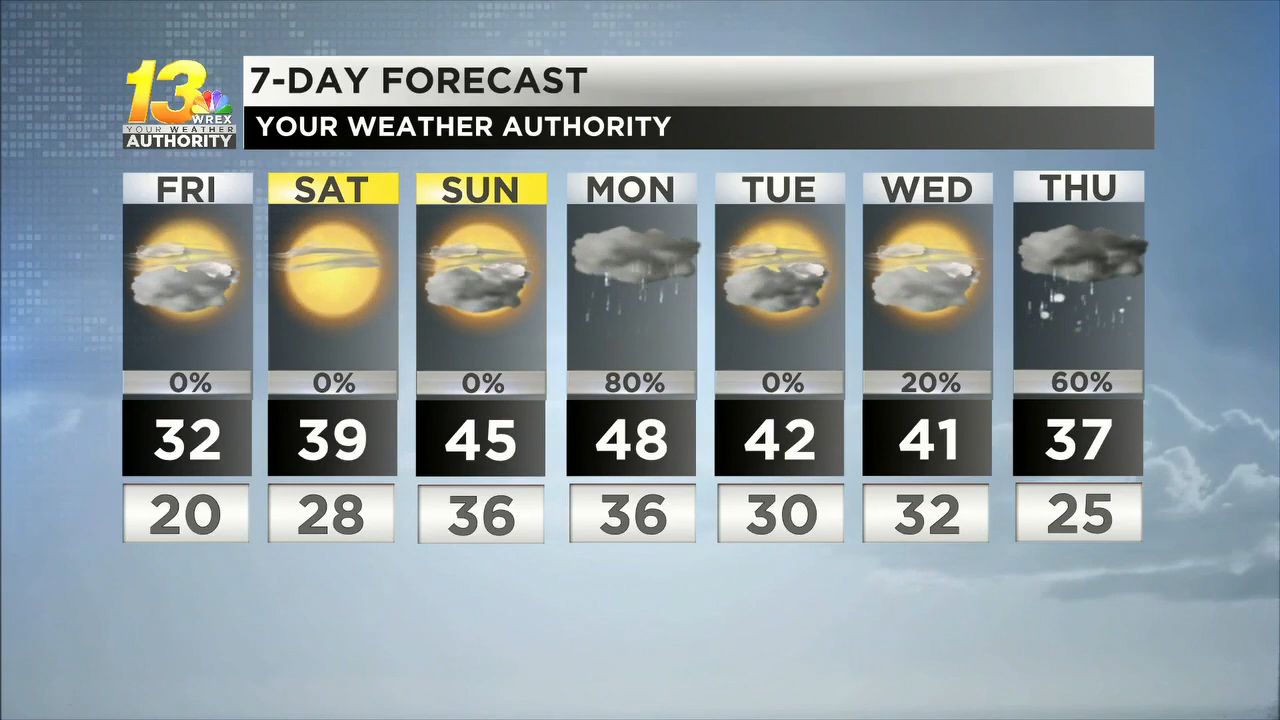 13
WREX
YOUR WEATHER
AUTHORITY
7-DAY FORECAST
YOUR WEATHER AUTHORITY
FRI SAT SUN MON TUE WED THU
0% 0% 0% 80% 0% 20% 60%
32 39 45 48 42 41 37
20 28 36 36 30 32 25